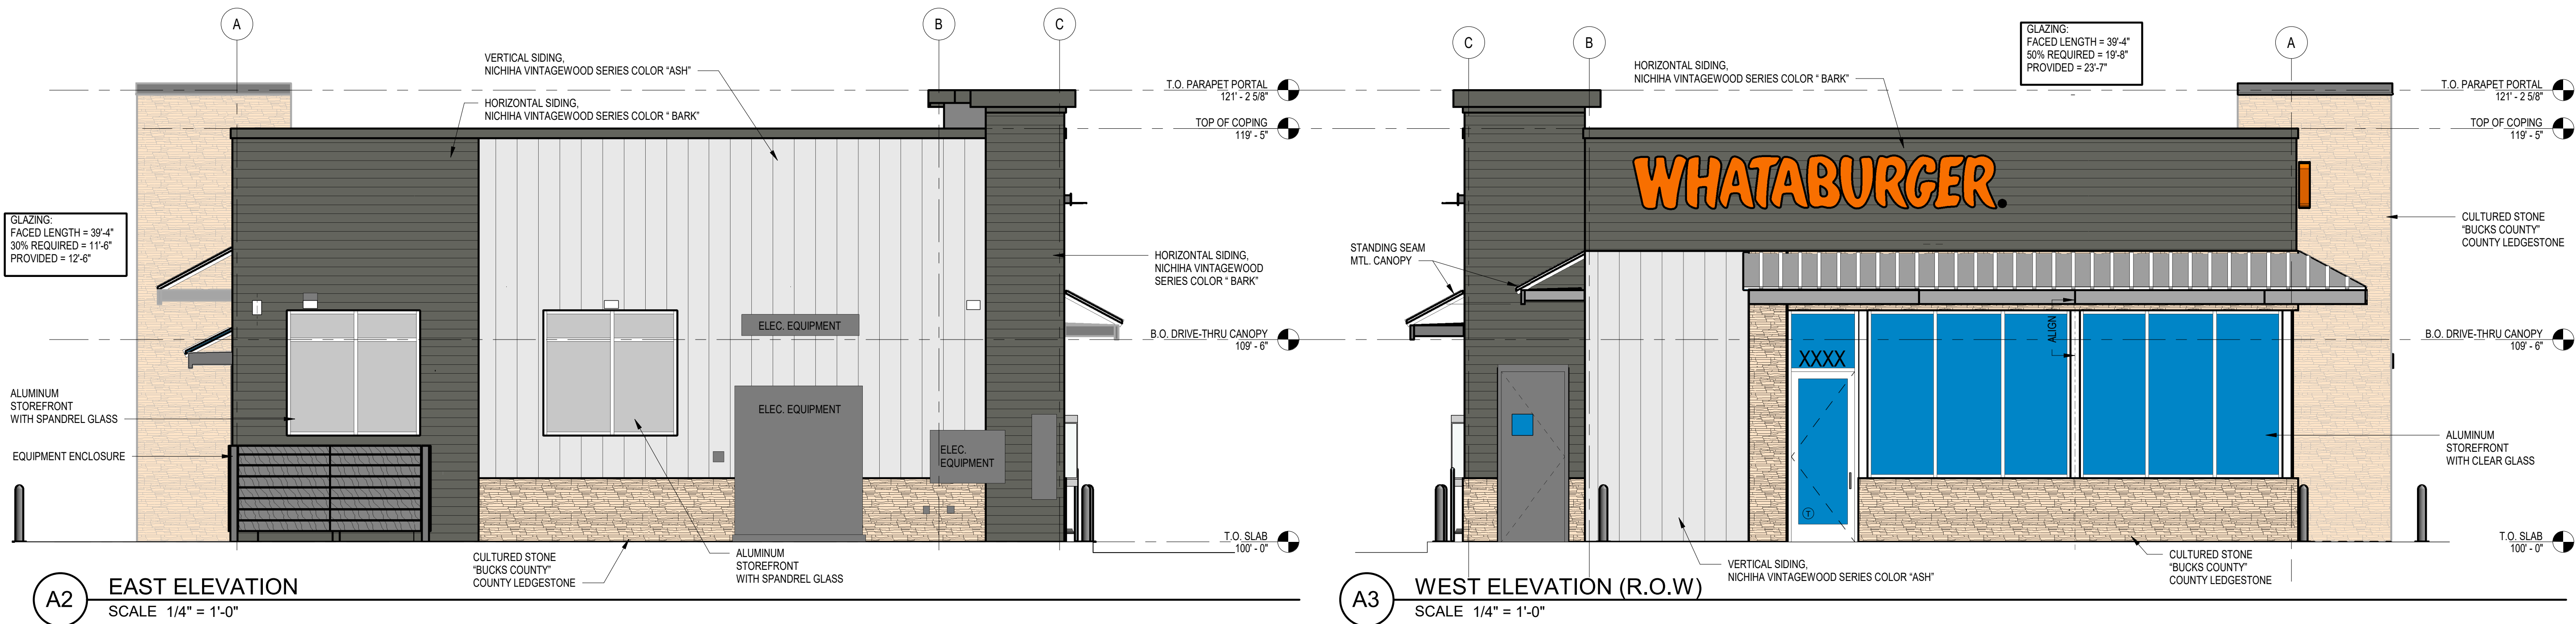 A
B
C
VERTICAL SIDING,
NICHIHA VINTAGEWOOD SERIES COLOR "ASH"
HORIZONTAL SIDING,
NICHIHA VINTAGEWOOD SERIES COLOR " BARK"
T.O. PARAPET PORTAL
121' - 2 5/8"
TOP OF COPING
119' - 5"
GLAZING:
FACED LENGTH = 39'-4"
30% REQUIRED = 11'-6"
PROVIDED = 12'-6"
HORIZONTAL SIDING,
NICHIHA VINTAGEWOOD
SERIES COLOR " BARK"
ELEC. EQUIPMENT
B.O. DRIVE-THRU CANOPY
109' - 6"
ALUMINUM
STOREFRONT
WITH SPANDREL GLASS
ELEC. EQUIPMENT
ELEC.
EQUIPMENT
EQUIPMENT ENCLOSURE
T.O. SLAB
100' - 0"
CULTURED STONE
"BUCKS COUNTY"
COUNTY LEDGESTONE
ALUMINUM
STOREFRONT
WITH SPANDREL GLASS
A2
EAST ELEVATION
SCALE 1/4" = 1'-0"
C
B
A
GLAZING:
FACED LENGTH = 39'-4"
50% REQUIRED = 19'-8"
PROVIDED = 23'-7"
HORIZONTAL SIDING,
NICHIHA VINTAGEWOOD SERIES COLOR " BARK"
T.O. PARAPET PORTAL
121' - 2 5/8"
TOP OF COPING
119' - 5"
WHATABURGER
CULTURED STONE
"BUCKS COUNTY"
COUNTY LEDGESTONE
STANDING SEAM
MTL. CANOPY
ALIGN
B.O. DRIVE-THRU CANOPY
109' - 6"
XXXX
ALUMINUM
STOREFRONT
WITH CLEAR GLASS
T
T.O. SLAB
100' - 0"
CULTURED STONE
"BUCKS COUNTY"
COUNTY LEDGESTONE
VERTICAL SIDING,
NICHIHA VINTAGEWOOD SERIES COLOR "ASH"
A3
WEST ELEVATION (R.O.W)
SCALE 1/4" = 1'-0"